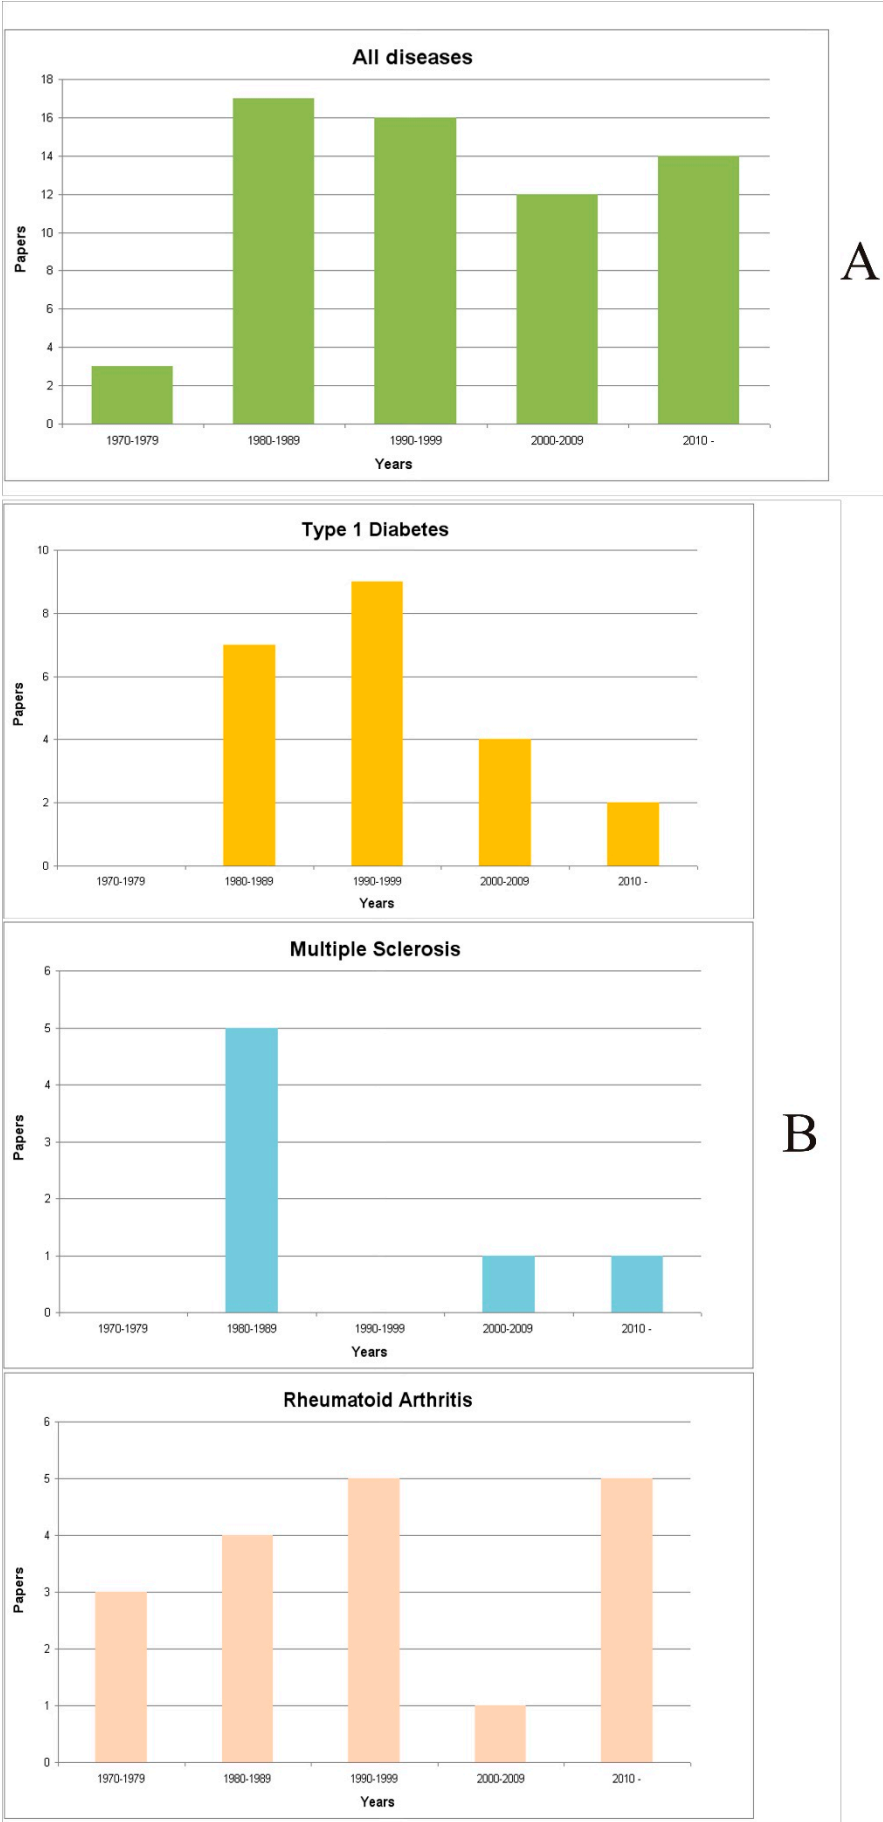 All diseases
18
16
14
12
10
8
6
4
2
0
Papers
1970-1979 1980-1989 1990-1999 2000-2009 2010 -
Years
A
Type 1 Diabetes
10
8
6
4
2
0
Papers
1970-1979 1980-1989 1990-1999 2000-2009 2010 -
Years
Multiple Sclerosis
6
5
4
3
2
1
0
Papers
1970-1979 1980-1989 1990-1999 2000-2009 2010 -
Years
B
Rheumatoid Arthritis
6
5
4
3
2
1
0
Papers
1970-1979 1980-1989 1990-1999 2000-2009 2010 -
Years